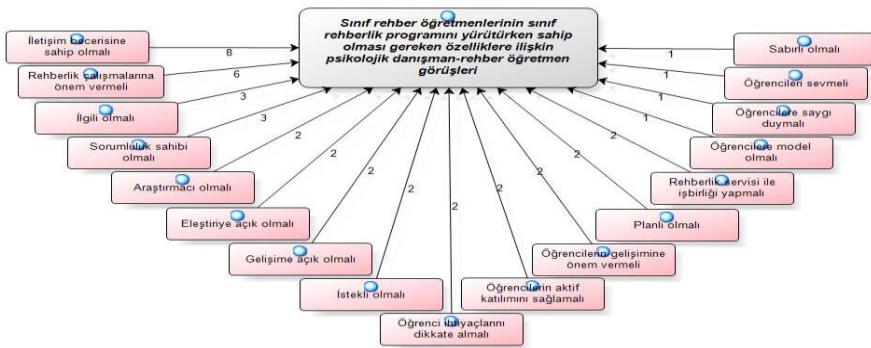 Sınıf rehber öğretmenlerinin sınıf
rehberlik programını yürütürken sahip
olması gereken özelliklere ilişkin
psikolojik danışman-rehber öğretmen
görüşleri
İletişim becerisine
sahip olmalı
8
Rehberlik çalışmalarına
önem vermeli
6
İlgili olmalı
3
Sorumluluk sahibi
olmalı
3
Araştırmacı olmalı
2
Eleştiriye açık olmalı
2
Gelişime açık olmalı
2
İstekli olmalı
2
Öğrenci ihtiyaçlarını
dikkate almalı
2
Öğrencilerin aktif
katılımını sağlamalı
2
Öğrencilerin gelişimine
önem vermeli
2
Planlı olmalı
2
Rehberlik servisi ile
işbirliği yapmalı
2
Öğrencilere model
olmalı
1
Öğrencilere saygı
duymalı
1
Öğrencileri sevmeli
1
Sabırlı olmalı
1